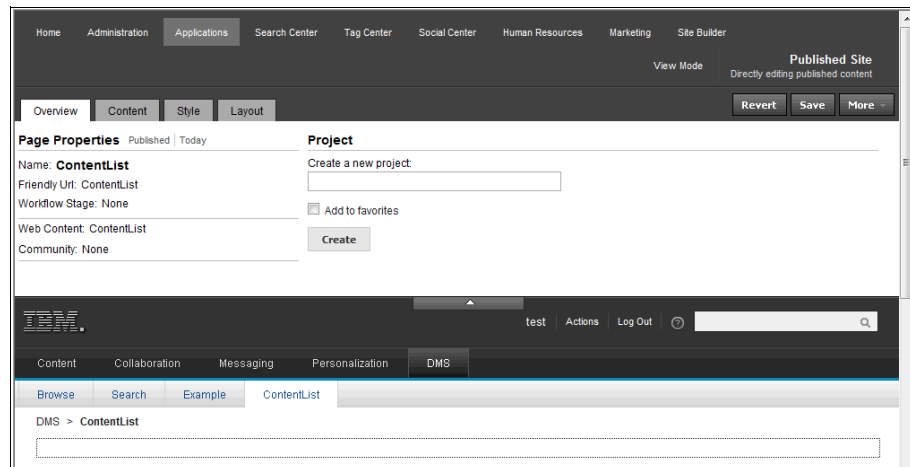 Home Administration Applications Search Center Tag Center Social Center Human Resources Marketing Site Builder
View Mode
Published Site
Directly editing published content
Overview Content Style Layout
Revert Save More
Page Properties Published Today
Name: ContentList
Friendly Url: ContentList
Workflow Stage: None
Web Content: ContentList
Community: None
Project
Create a new project:
Add to favorites
Create
IBM.
test Actions Log Out ?
Content Collaboration Messaging Personalization DMS
Browse Search Example ContentList
DMS > ContentList